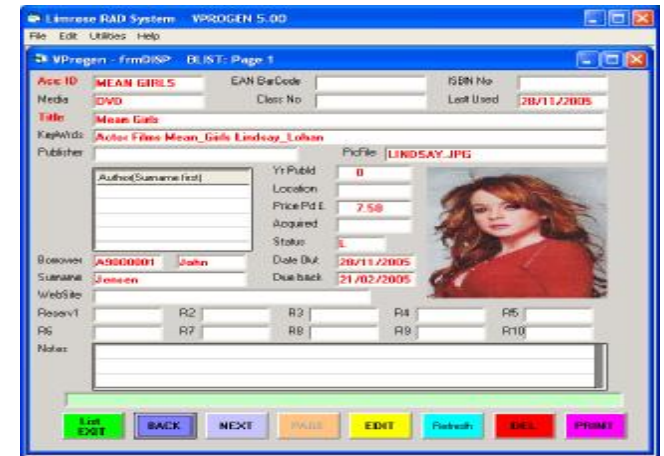 Limrose RAD System VPROGEN 5.00
File Edit Utilities Help
VProgen - frmDISP BLIST: Page 1
Acc ID MEAN GIRLS EAN BarCode ISBN No
Media DVD Class No Last Used 28/11/2005
Title Mean Girls
KeyWrds Actor Films Mean_Girls Lindsay_Lohan
Publisher PicFile LINDSAY.JPG
Author(Surname first) Yr Publd 0
Location
Price Pd £ 7.50
Acquired
Status L
Borrower A9000001 John Date Out 28/11/2005
Surname Jensen Due back 21/02/2005
WebSite
Reserv1 R2 R3 R4 R5
R6 R7 R8 R9 R10
Notes
List EXIT BACK NEXT PAGE EDIT Refresh DEL PRINT